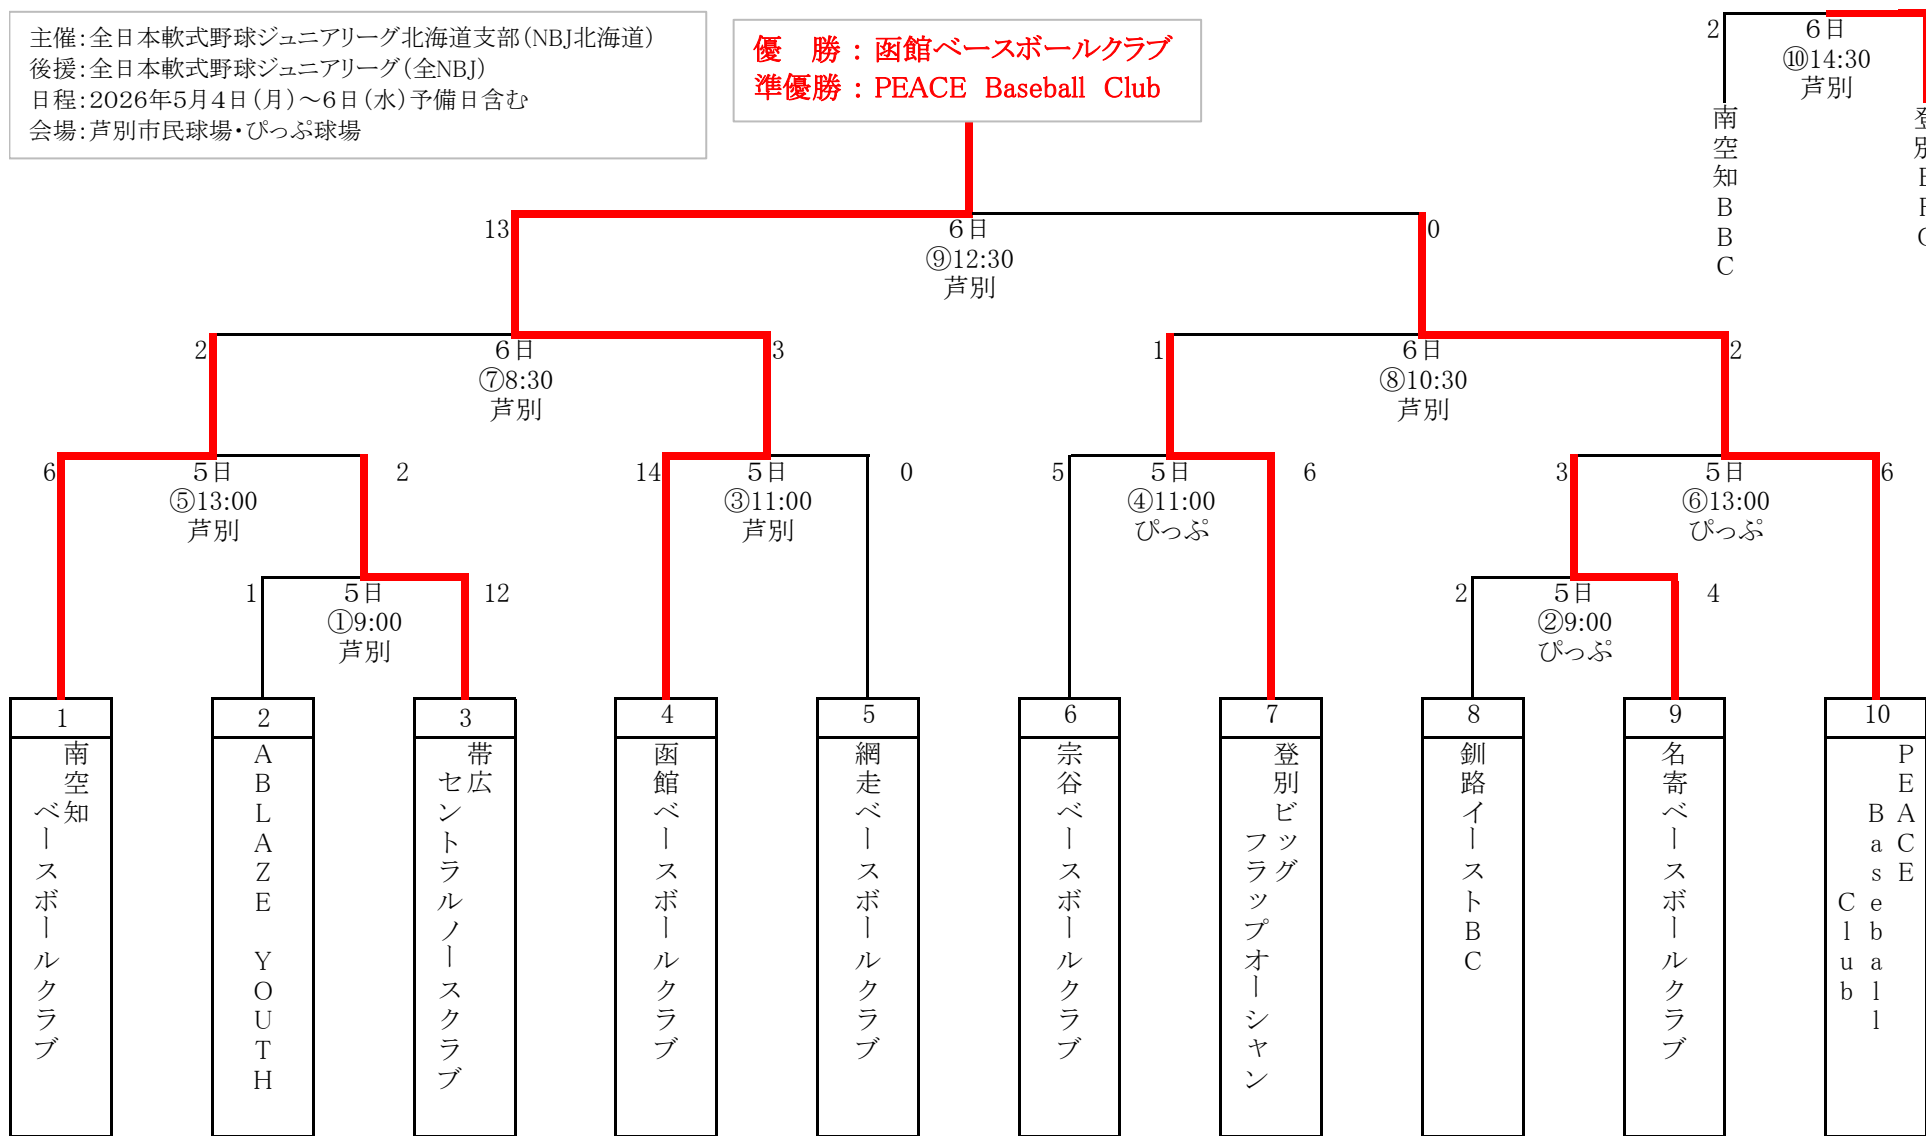 主催：全日本軟式野球ジュニアリーグ北海道支部（NBJ北海道）
後援：全日本軟式野球ジュニアリーグ（全NBJ）
日程：2026年5月4日（月）～6日（水）予備日含む
会場：芦別市民球場・ぴっぷ球場
優　勝：函館ベースボールクラブ
準優勝：PEACE Baseball Club
2
6日
⑩14:30
芦別
南空知BBC
登別
13
6日
⑨12:30
芦別
0
2
6日
⑦8:30
芦別
3
1
6日
⑧10:30
芦別
2
6
5日
⑤13:00
芦別
2
14
5日
③11:00
芦別
0
5
5日
④11:00
ぴっぷ
6
3
5日
⑥13:00
ぴっぷ
6
1
5日
①9:00
芦別
12
2
5日
②9:00
ぴっぷ
4
1
南空知
ベースボールクラブ
2
ABLAZE YOUTH
3
帯広
セントラルノースクラブ
4
函館ベースボールクラブ
5
網走ベースボールクラブ
6
宗谷ベースボールクラブ
7
登別ビッグ
フラップオーシャン
8
釧路イーストBC
9
名寄ベースボールクラブ
10
PEACE
Baseball
Club